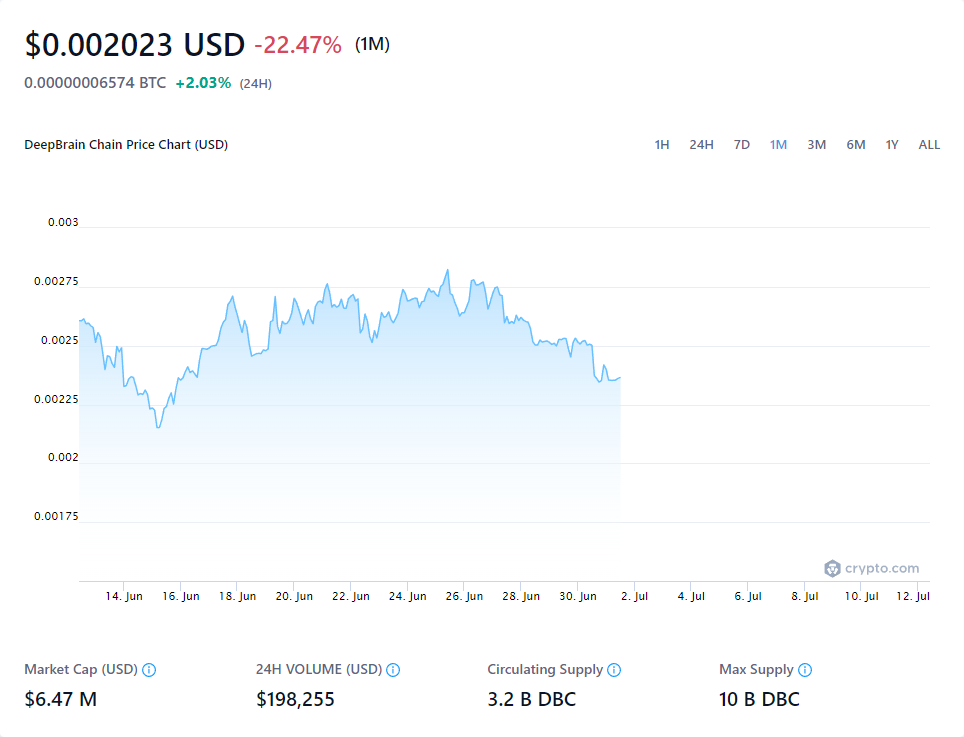 $0.002023 USD -22.47% (1M)
0.00000006574 BTC +2.03% (24H)
DeepBrain Chain Price Chart (USD) 1H 24H 7D 1M 3M 6M 1Y ALL
0.003
0.00275
0.0025
0.00225
0.002
0.00175
crypto.com
14. Jun 16. Jun 18. Jun 20. Jun 22. Jun 24. Jun 26. Jun 28. Jun 30. Jun 2. Jul 4. Jul 6. Jul 8. Jul 10. Jul 12. Jul
Market Cap (USD) 24H VOLUME (USD) Circulating Supply Max Supply
$6.47 M $198,255 3.2 B DBC 10 B DBC